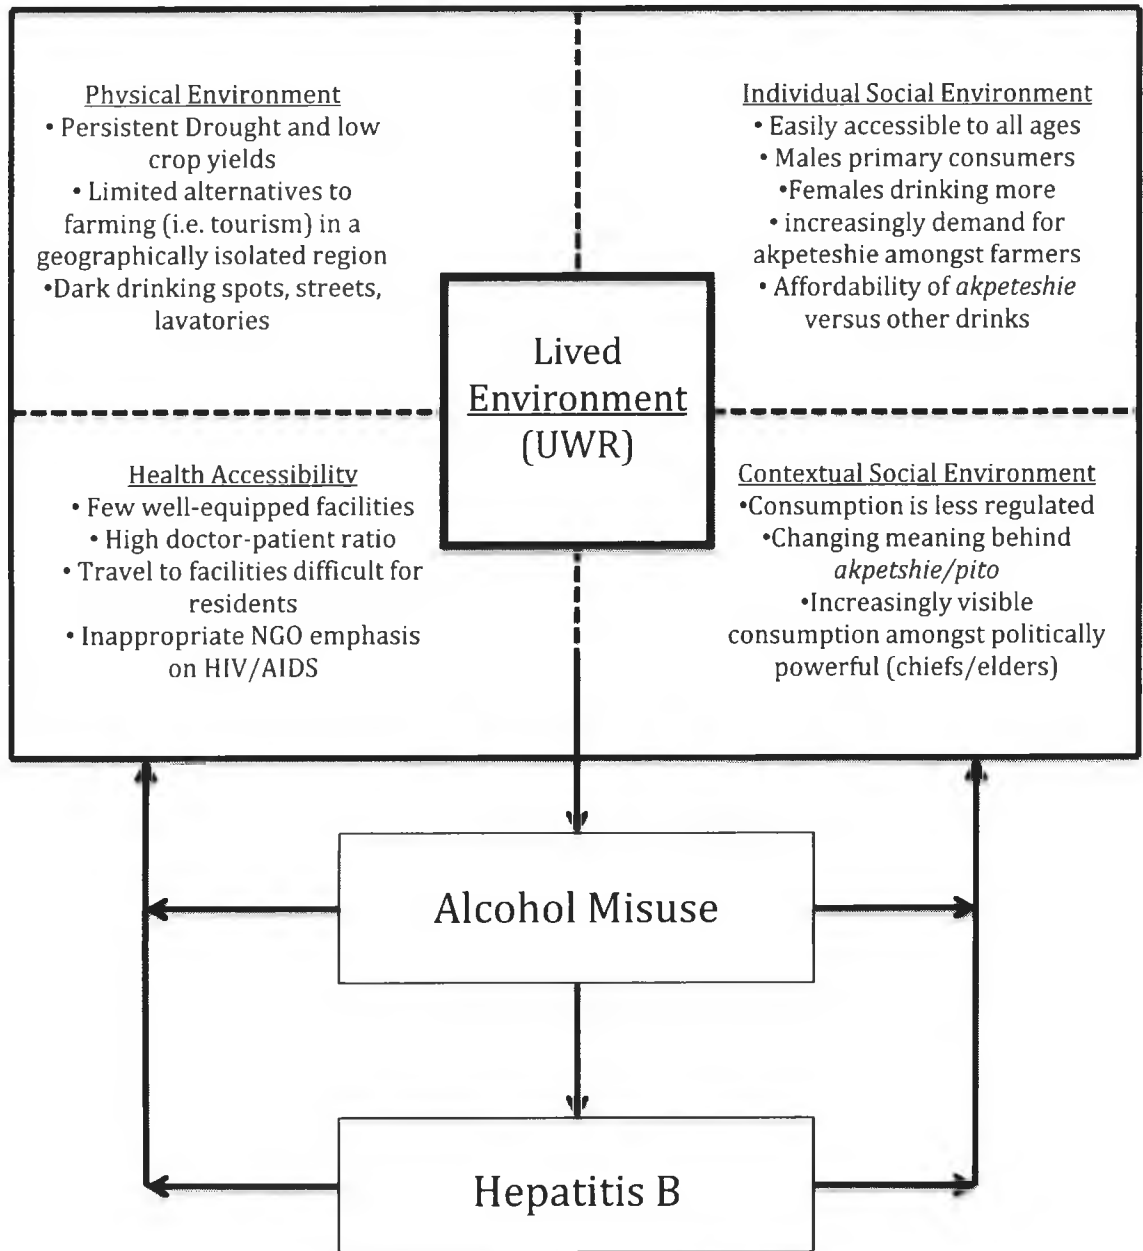 Physical Environment
• Persistent Drought and low
crop yields
• Limited alternatives to
farming (i.e. tourism) in a
geographically isolated region
•Dark drinking spots, streets,
lavatories
Individual Social Environment
• Easily accessible to all ages
• Males primary consumers
•Females drinking more
• increasingly demand for
akpeteshie amongst farmers
• Affordability of akpeteshie
versus other drinks
Lived
Environment
(UWR)
Health Accessibility
• Few well-equipped facilities
• High doctor-patient ratio
• Travel to facilities difficult for
residents
• Inappropriate NGO emphasis
on HIV/AIDS
Contextual Social Environment
•Consumption is less regulated
•Changing meaning behind
akpetshie/pito
•Increasingly visible
consumption amongst politically
powerful (chiefs/elders)
Alcohol Misuse
Hepatitis B